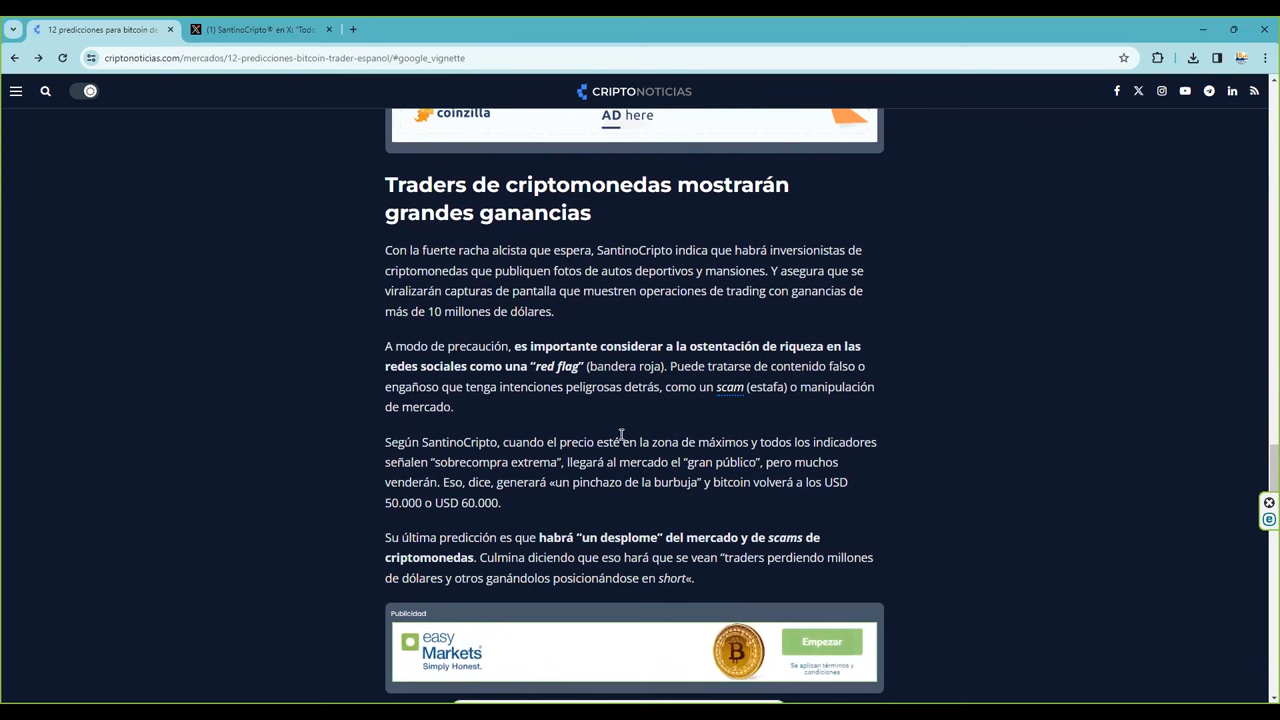 12 predicciones para bitcoin de
(1) SantinoCripto® en X: "Todo
criptonoticias.com/mercados/12-predicciones-bitcoin-trader-espanol/#google_vignette
CRIPTONOTICIAS
coinzilla
AD here
Traders de criptomonedas mostrarán
grandes ganancias
Con la fuerte racha alcista que espera, SantinoCripto indica que habrá inversionistas de
criptomonedas que publiquen fotos de autos deportivos y mansiones. Y asegura que se
viralizarán capturas de pantalla que muestren operaciones de trading con ganancias de
más de 10 millones de dólares.
A modo de precaución, es importante considerar a la ostentación de riqueza en las
redes sociales como una “red flag” (bandera roja). Puede tratarse de contenido falso o
engañoso que tenga intenciones peligrosas detrás, como un scam (estafa) o manipulación
de mercado.
Según SantinoCripto, cuando el precio esté en la zona de máximos y todos los indicadores
señalen “sobrecompra extrema”, llegará al mercado el “gran público”, pero muchos
venderán. Eso, dice, generará «un pinchazo de la burbuja” y bitcoin volverá a los USD
50.000 o USD 60.000.
Su última predicción es que habrá “un desplome” del mercado y de scams de
criptomonedas. Culmina diciendo que eso hará que se vean “traders perdiendo millones
de dólares y otros ganándolos posicionándose en short«.
Publicidad
easy
Markets
Simply Honest.
Empezar
Se aplican términos y
condiciones